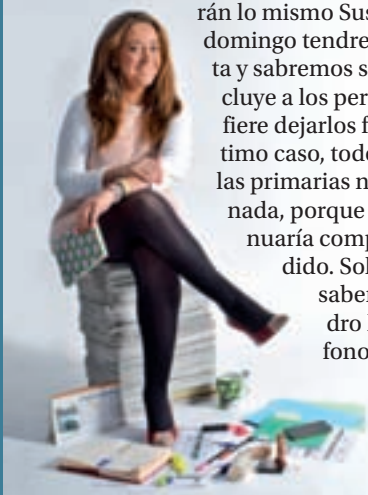 rán lo mismo Sus
domingo tendre
ta y sabremos s
cluye a los per
fiere dejarlos f
timo caso, todo
las primarias n
nada, porque
nuaría comp
dido. Sol
saber
dro
fono